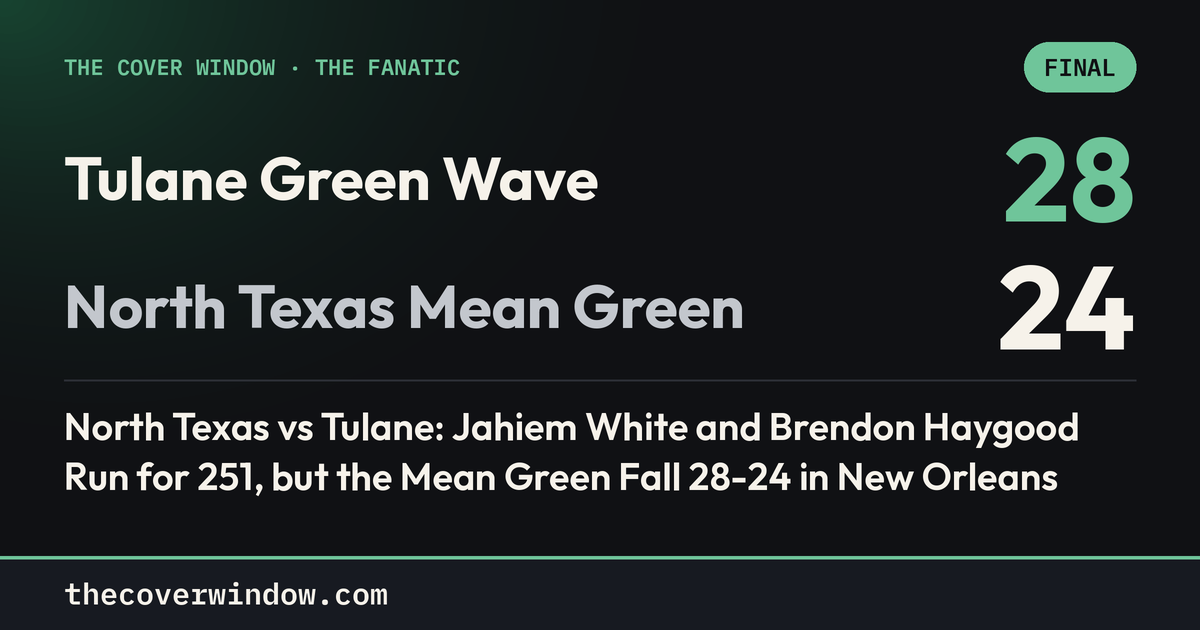 THE COVER WINDOW · THE FANATIC
FINAL
Tulane Green Wave
28
North Texas Mean Green
24
North Texas vs Tulane: Jahiem White and Brendon Haygood
Run for 251, but the Mean Green Fall 28-24 in New Orleans
thecoverwindow.com